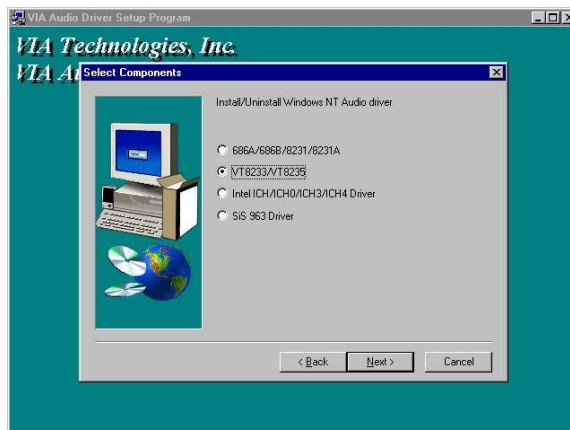 VIA Audio Driver Setup Program
VIA Technologies, Inc.
VIA
Select Components
Install/Uninstall Windows NT Audio driver
686A/686B/8231/8231A
VT8233/VT8235
Intel ICH/ICH0/ICH3/ICH4 Driver
SiS 963 Driver
< Back
Next >
Cancel